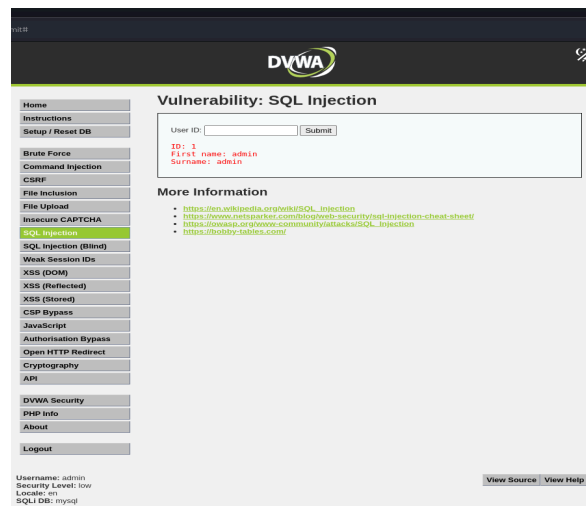 mit#
DVWA
Vulnerability: SQL Injection
Home
Instructions
Setup / Reset DB
Brute Force
Command Injection
CSRF
File Inclusion
File Upload
Insecure CAPTCHA
SQL Injection
SQL Injection (Blind)
Weak Session IDs
XSS (DOM)
XSS (Reflected)
XSS (Stored)
CSP Bypass
JavaScript
Authorisation Bypass
Open HTTP Redirect
Cryptography
API
DVWA Security
PHP Info
About
Logout
User ID: Submit
ID: 1
First name: admin
Surname: admin
More Information
https://en.wikipedia.org/wiki/SQL_injection
https://www.netsparker.com/blog/web-security/sql-injection-cheat-sheet/
https://owasp.org/www-community/attacks/SQL_Injection
https://bobby-tables.com/
Username: admin
Security Level: low
Locale: en
SQLi DB: mysql
View Source View Help